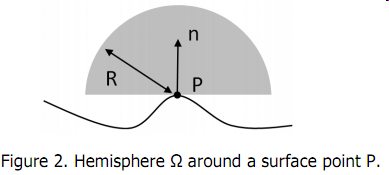 n
R
P
Figure 2. Hemisphere Ω around a surface point P.